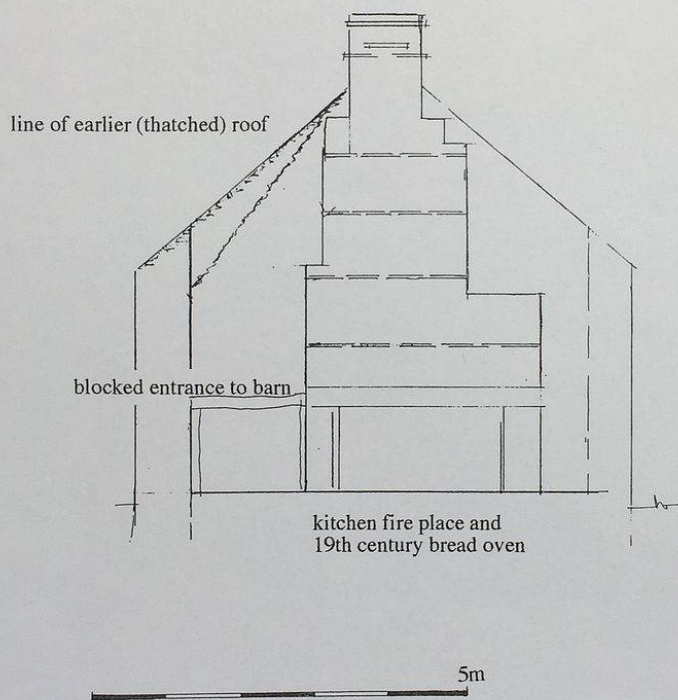 line of earlier (thatched) roof
blocked entrance to barn
kitchen fire place and
19th century bread oven
5m